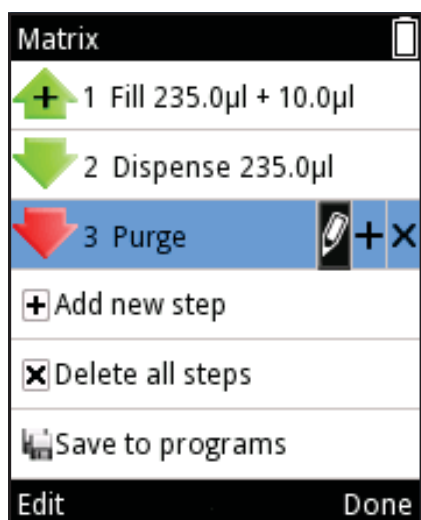 Matrix
1 Fill 235.0µl + 10.0µl
2 Dispense 235.0µl
3 Purge
Add new step
Delete all steps
Save to programs
Edit Done